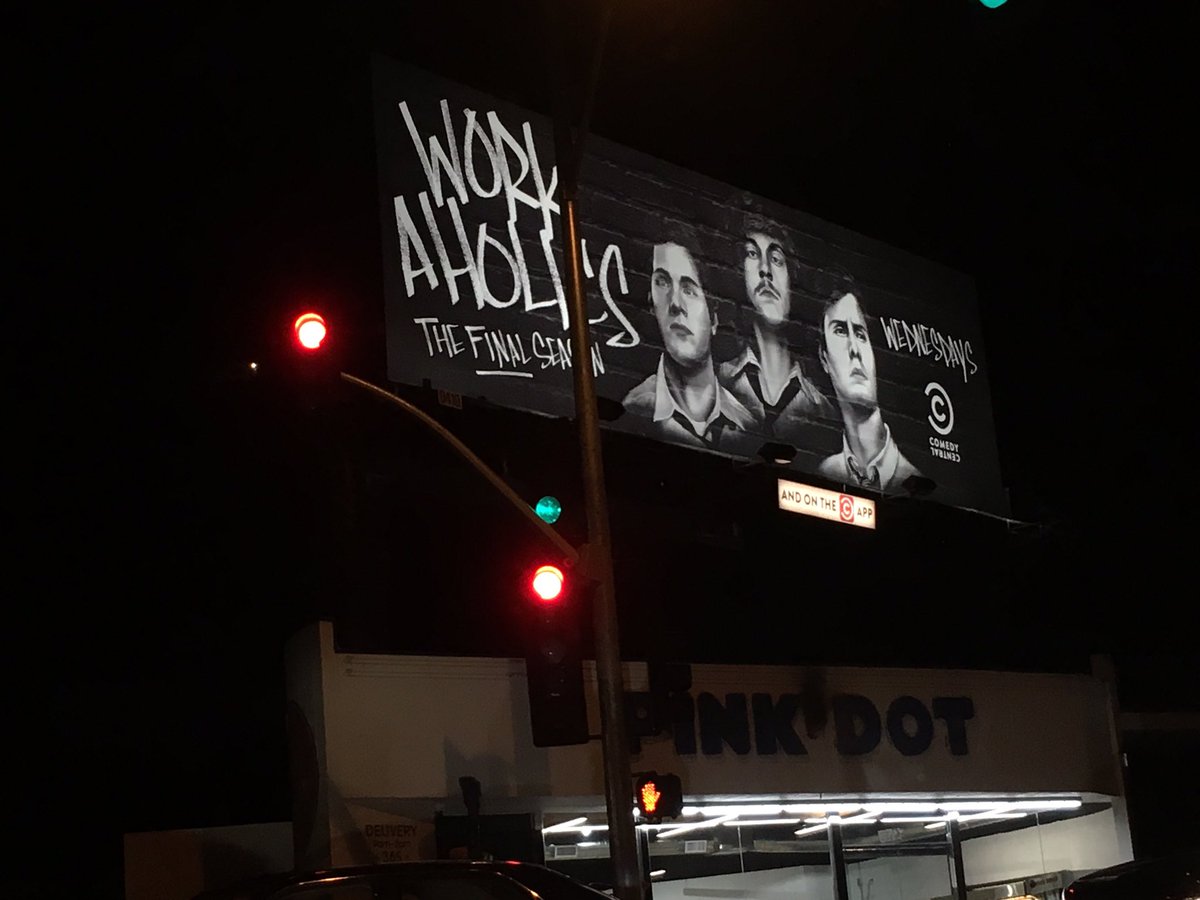 WORK
AHOLICS
THE FINAL SEASON
WEDNESDAYS
COMEDY
CENTRAL
AND ON THE C APP
PiNK DOT
DELIVERY